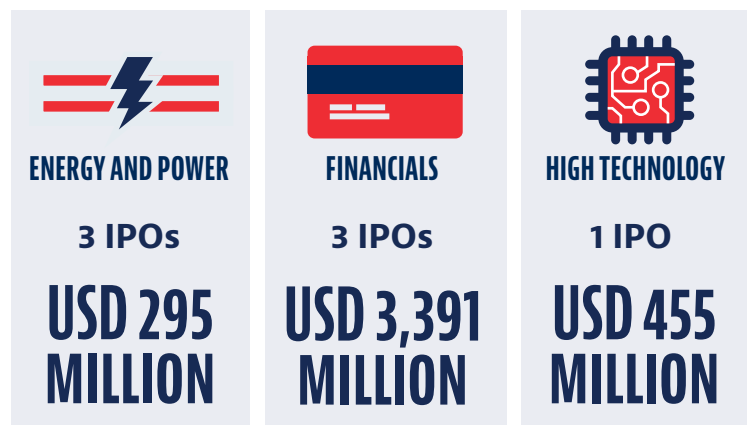 ENERGY AND POWER
3 IPOs
USD 295
MILLION
FINANCIALS
3 IPOs
USD 3,391
MILLION
HIGH TECHNOLOGY
1 IPO
USD 455
MILLION